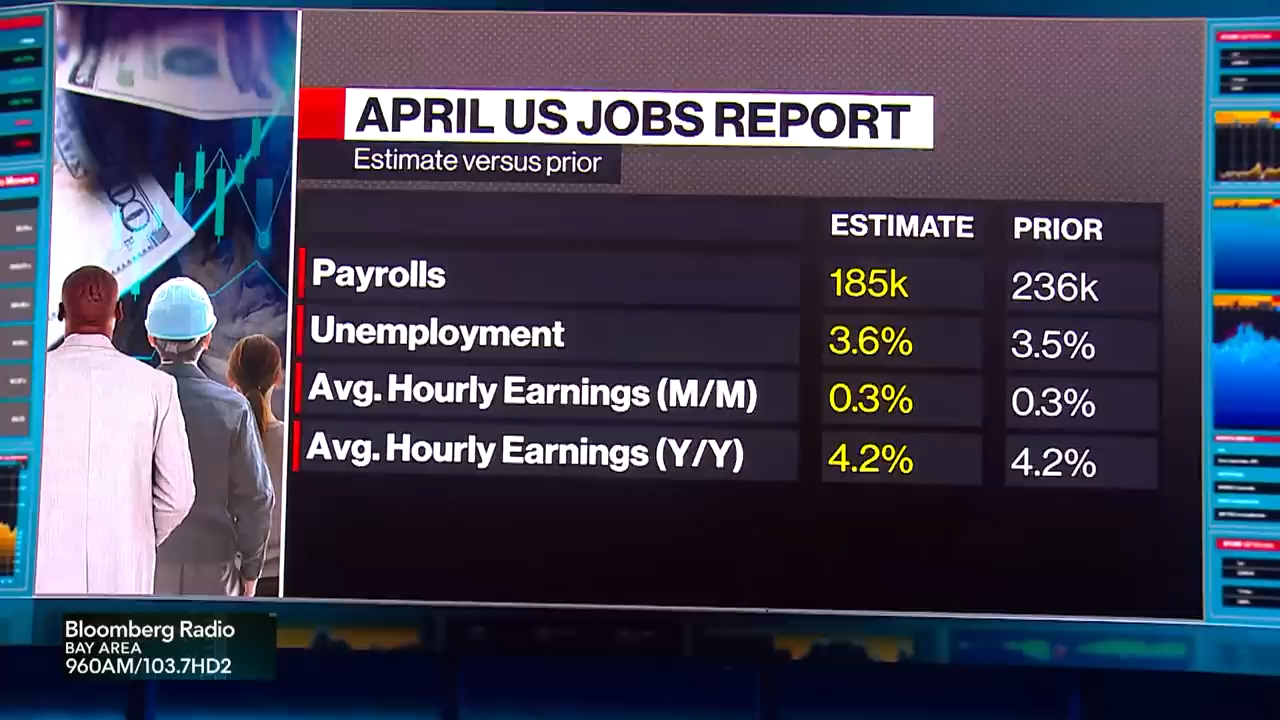 APRIL US JOBS REPORT
Estimate versus prior
ESTIMATE PRIOR
Payrolls 185k 236k
Unemployment 3.6% 3.5%
Avg. Hourly Earnings (M/M) 0.3% 0.3%
Avg. Hourly Earnings (Y/Y) 4.2% 4.2%
Bloomberg Radio
BAY AREA
960AM/103.7HD2